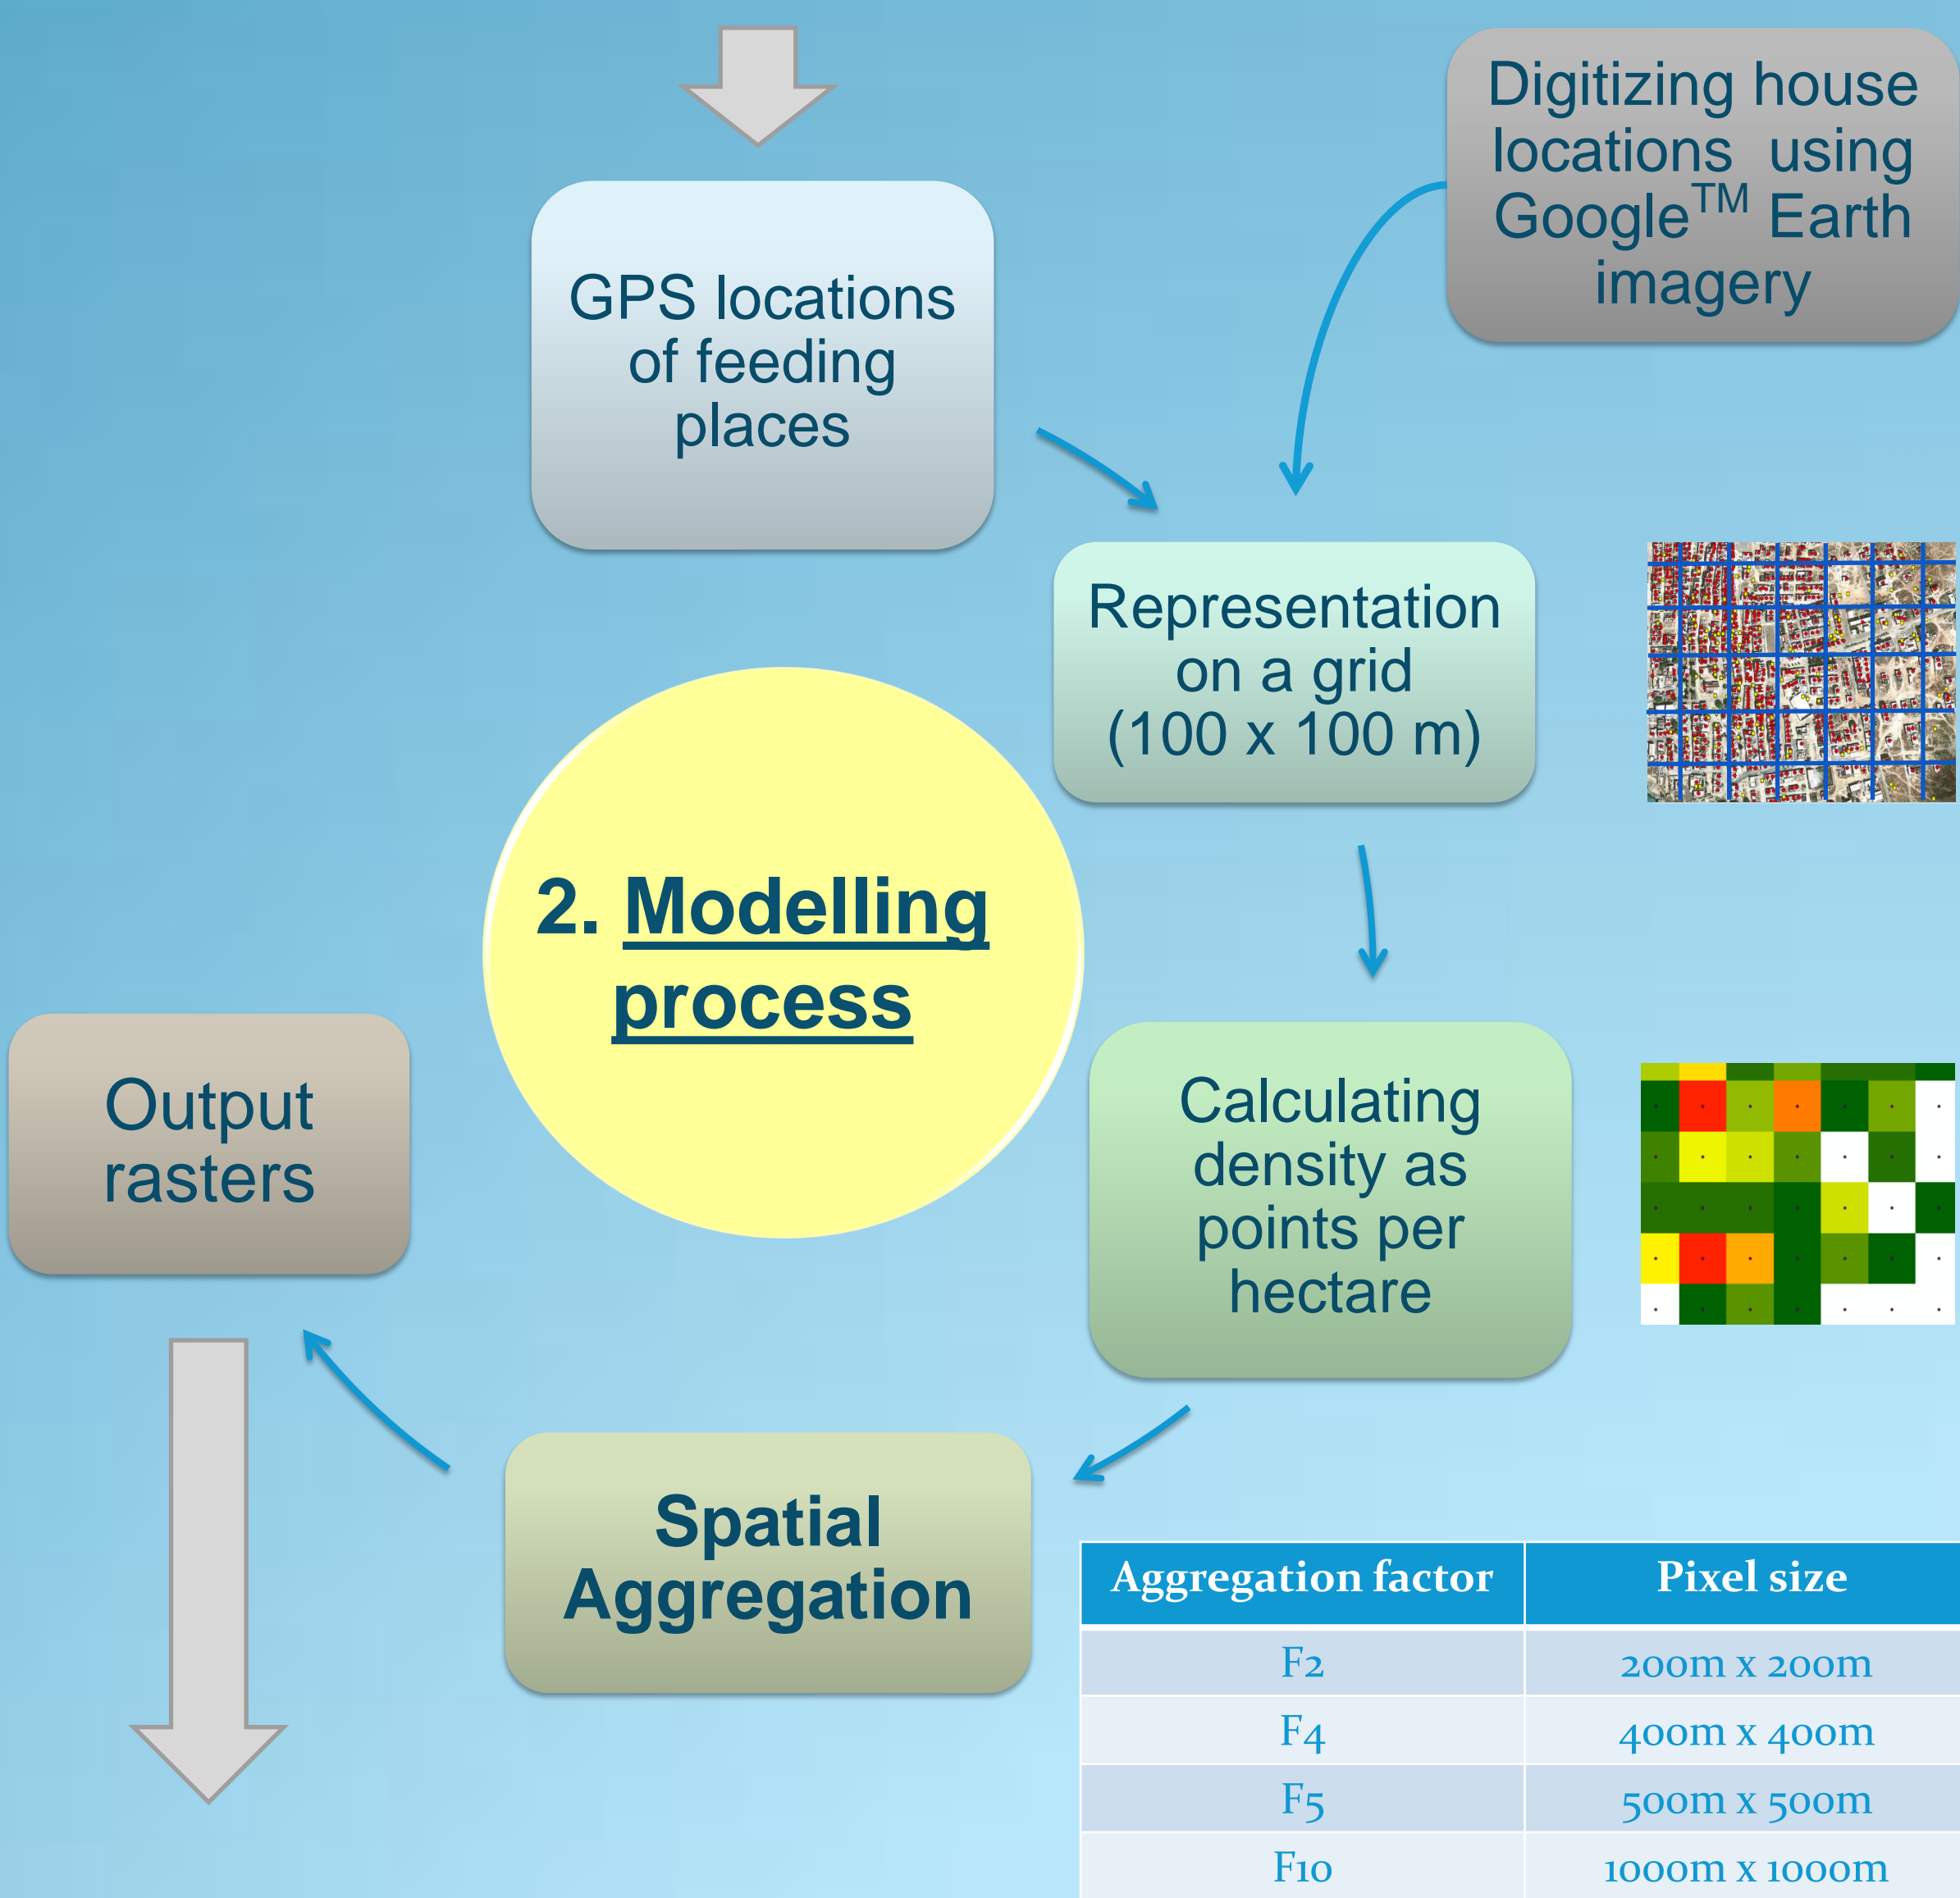 Digitizing house
locations using
Google™ Earth
imagery
GPS locations
of feeding
places
Representation
on a grid
(100 x 100 m)
2. Modelling
process
Calculating
density as
points per
hectare
Output
rasters
Spatial
Aggregation
Aggregation factor Pixel size
F2 200m x 200m
F4 400m x 400m
F5 500m x 500m
F10 1000m x 1000m